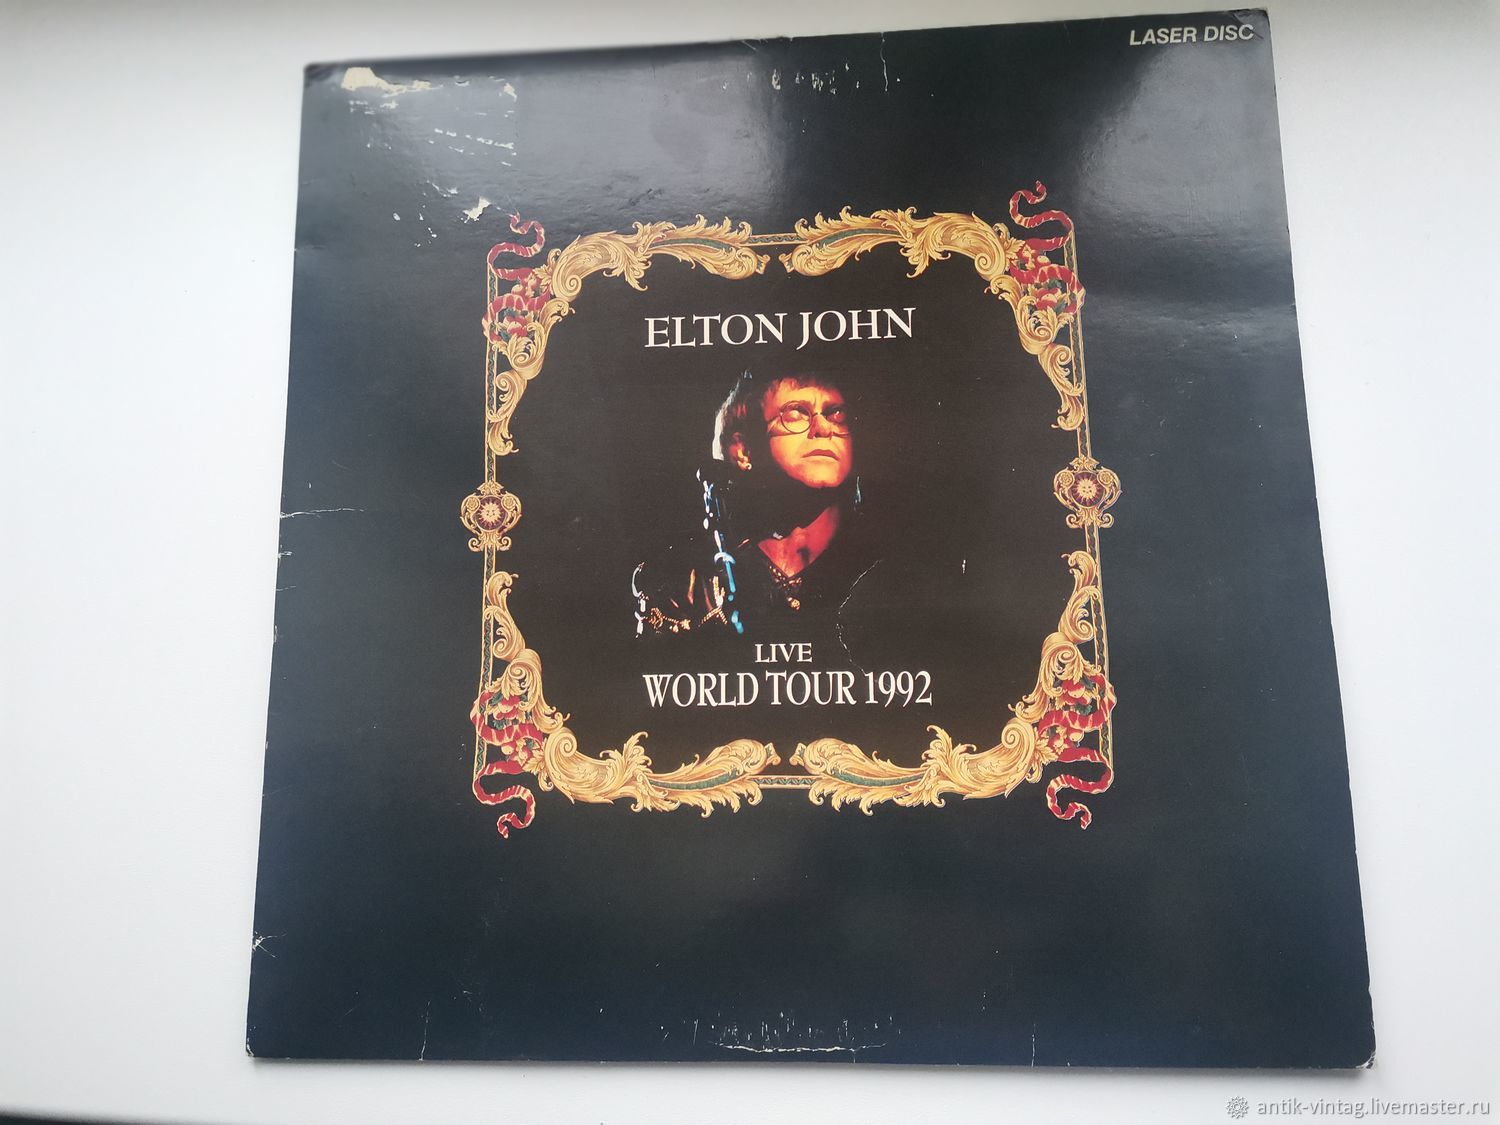 LASER DISC
ELTON JOHN
LIVE
WORLD TOUR 1992
antik-vintag.livemaster.ru